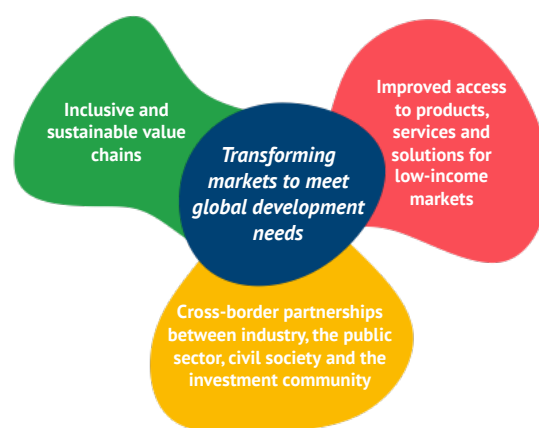 Inclusive and
sustainable value
chains
Improved access
to products,
services and
solutions for
low-income
markets
Transforming
markets to meet
global development
needs
Cross-border partnerships
between industry, the public
sector, civil society and the
investment community